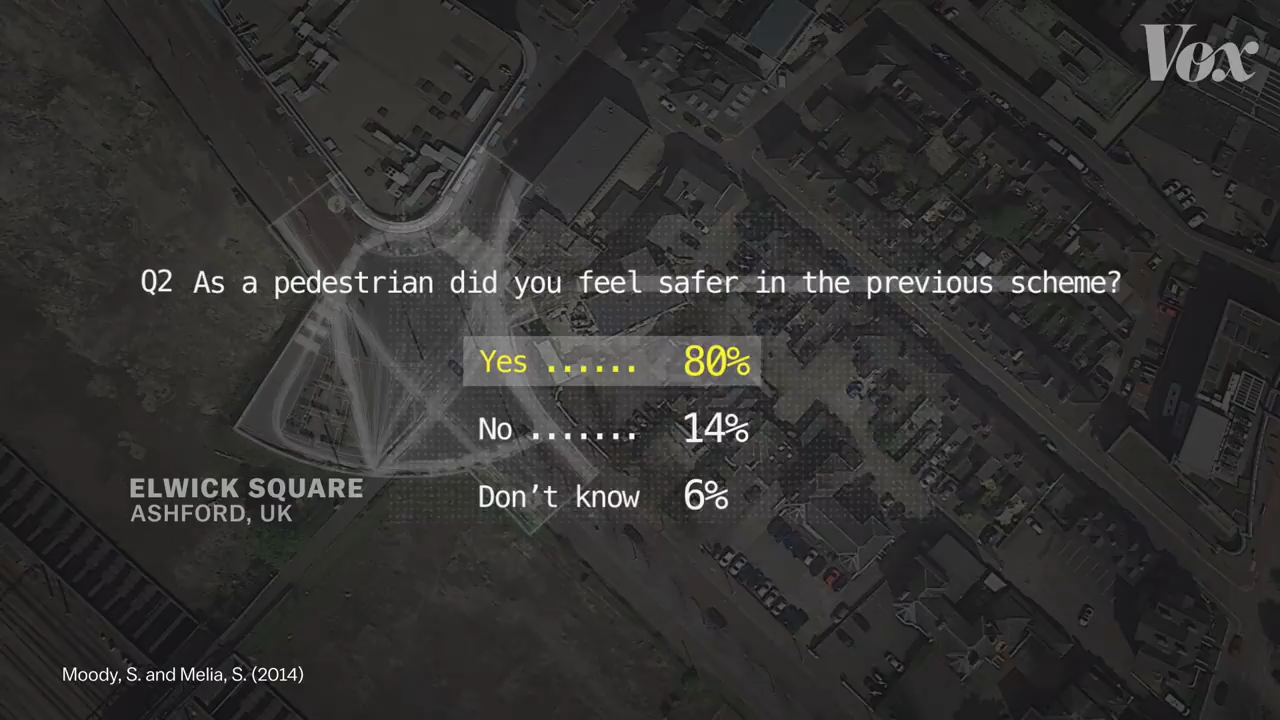 Vox
Q2 As a pedestrian did you feel safer in the previous scheme?
Yes ...... 80%
No ....... 14%
Don't know 6%
ELWICK SQUARE
ASHFORD, UK
Moody, S. and Melia, S. (2014)